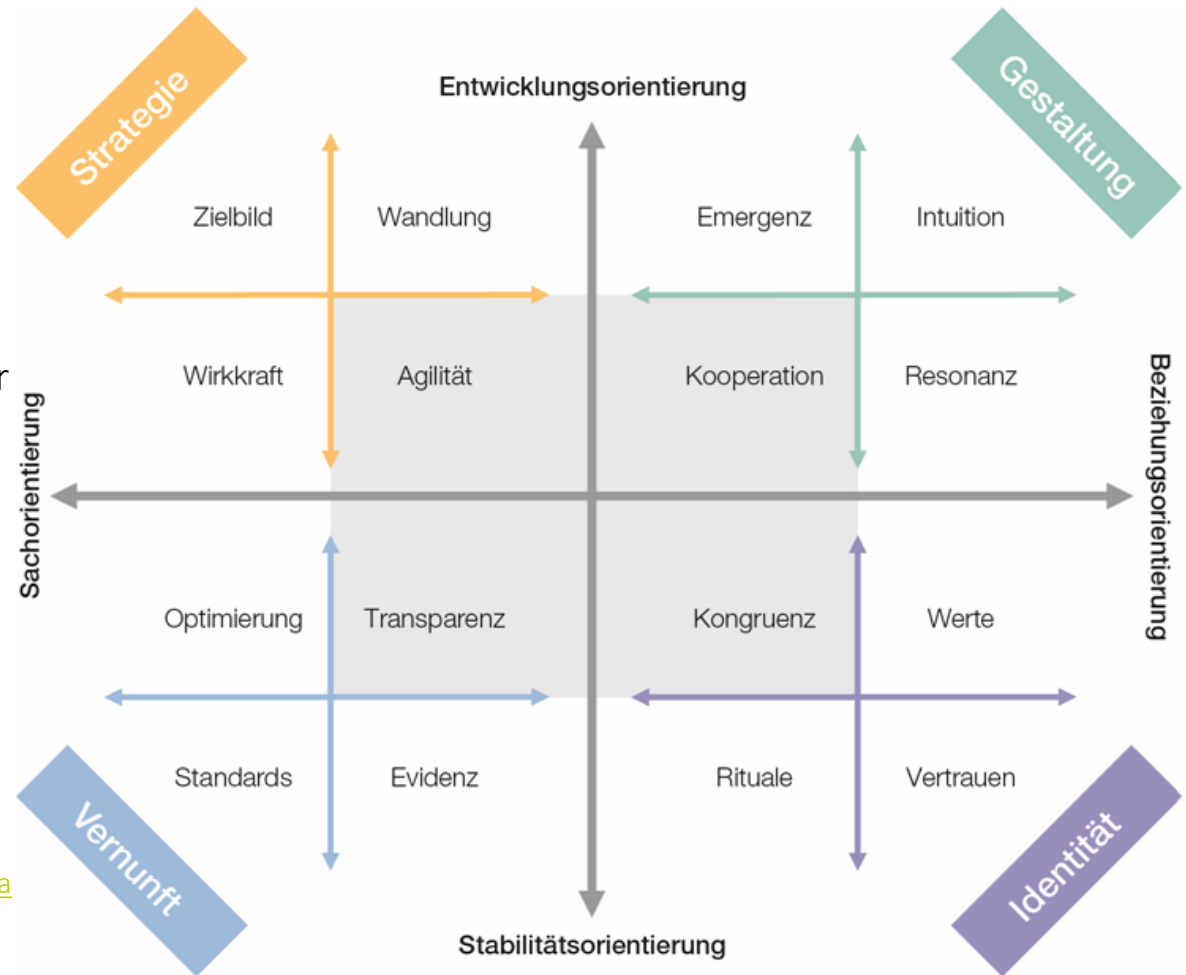 Strategie
Gestaltung
Entwicklungsorientierung
Zielbild Wandlung Emergenz Intuition
Wirkkraft Agilität Kooperation Resonanz
r
Sachorientierung
Beziehungsorientierung
Optimierung Transparenz Kongruenz Werte
Standards Evidenz Rituale Vertrauen
Vernunft
Identität
a
Stabilitätsorientierung